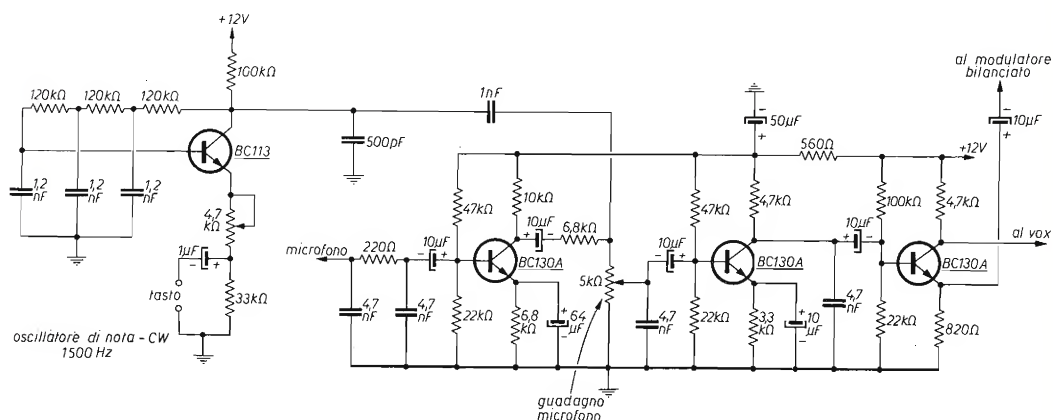 +12V
100kΩ
120kΩ 120kΩ 120kΩ
BC113
1,2 nF
1,2 nF
1,2 nF
4,7 kΩ
1µF
- +
tasto
33kΩ
oscillatore di nota - CW
1500 Hz
500pF
1nF
microfono
220Ω
4,7 nF
4,7 nF
10µF
+ -
47kΩ
22kΩ
10kΩ
BC130A
10µF
+ -
6,8kΩ
6,8 kΩ
+
64 µF
-
5kΩ
guadagno
microfono
4,7 nF
10µF
- +
47kΩ
22kΩ
-
50µF
+
560Ω
4,7kΩ
BC130A
3,3 kΩ
+
10 µF
-
4,7 nF
10µF
+ -
100kΩ
22kΩ
+12V
4,7kΩ
BC130A
820Ω
al vox
al modulatore
bilanciato
-
10µF
+